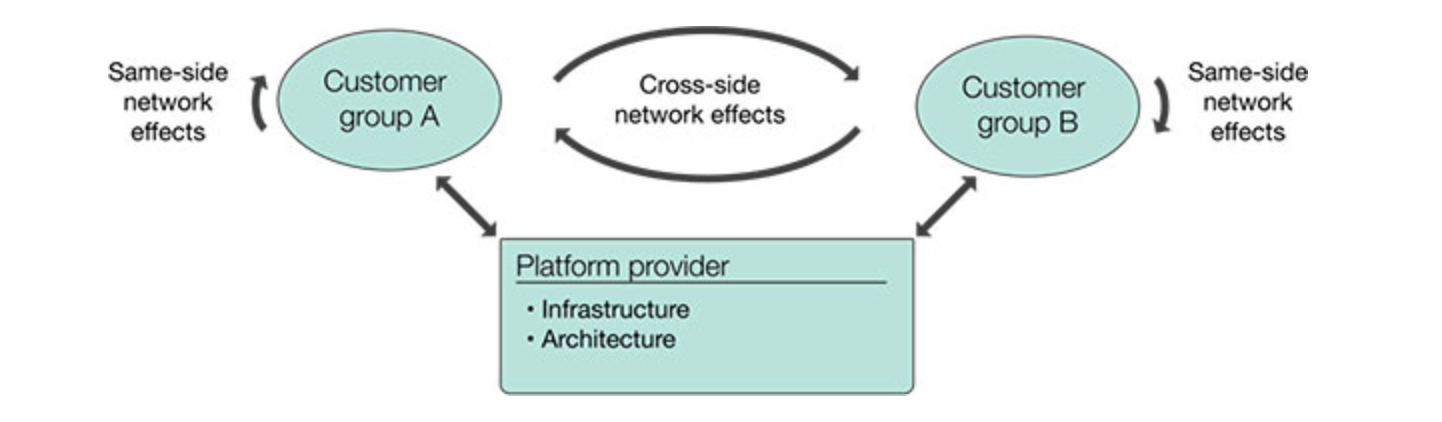 Same-side
network
effects
Customer
group A
Cross-side
network effects
Customer
group B
Same-side
network
effects
Platform provider
• Infrastructure
• Architecture